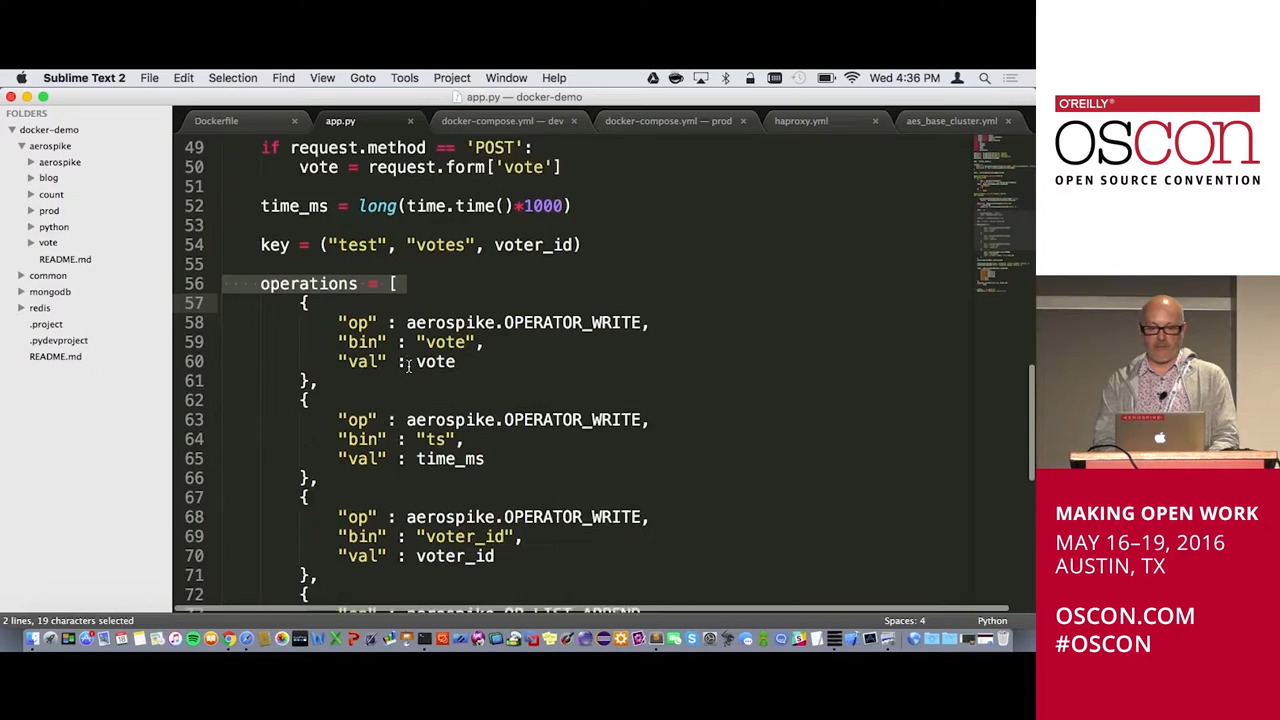 Sublime Text 2 File Edit Selection Find View Goto Tools Project Window Help Wed 4:36 PM
app.py — docker-demo
FOLDERS
docker-demo
aerospike
aerospike
blog
count
prod
python
vote
README.md
common
mongodb
redis
.project
.pydevproject
README.md
Dockerfile app.py docker-compose.yml — dev docker-compose.yml — prod haproxy.yml aes_base_cluster.yml
49 if request.method == 'POST':
50 vote = request.form['vote']
51
52 time_ms = long(time.time()*1000)
53
54 key = ("test", "votes", voter_id)
55
56 operations = [
57 {
58 "op" : aerospike.OPERATOR_WRITE,
59 "bin" : "vote",
60 "val" : vote
61 },
62 {
63 "op" : aerospike.OPERATOR_WRITE,
64 "bin" : "ts",
65 "val" : time_ms
66 },
67 {
68 "op" : aerospike.OPERATOR_WRITE,
69 "bin" : "voter_id",
70 "val" : voter_id
71 },
72 {
2 lines, 19 characters selected Spaces: 4 Python
O'REILLY®
OSCON
OPEN SOURCE CONVENTION
MAKING OPEN WORK
MAY 16–19, 2016
AUSTIN, TX
OSCON.COM
#OSCON